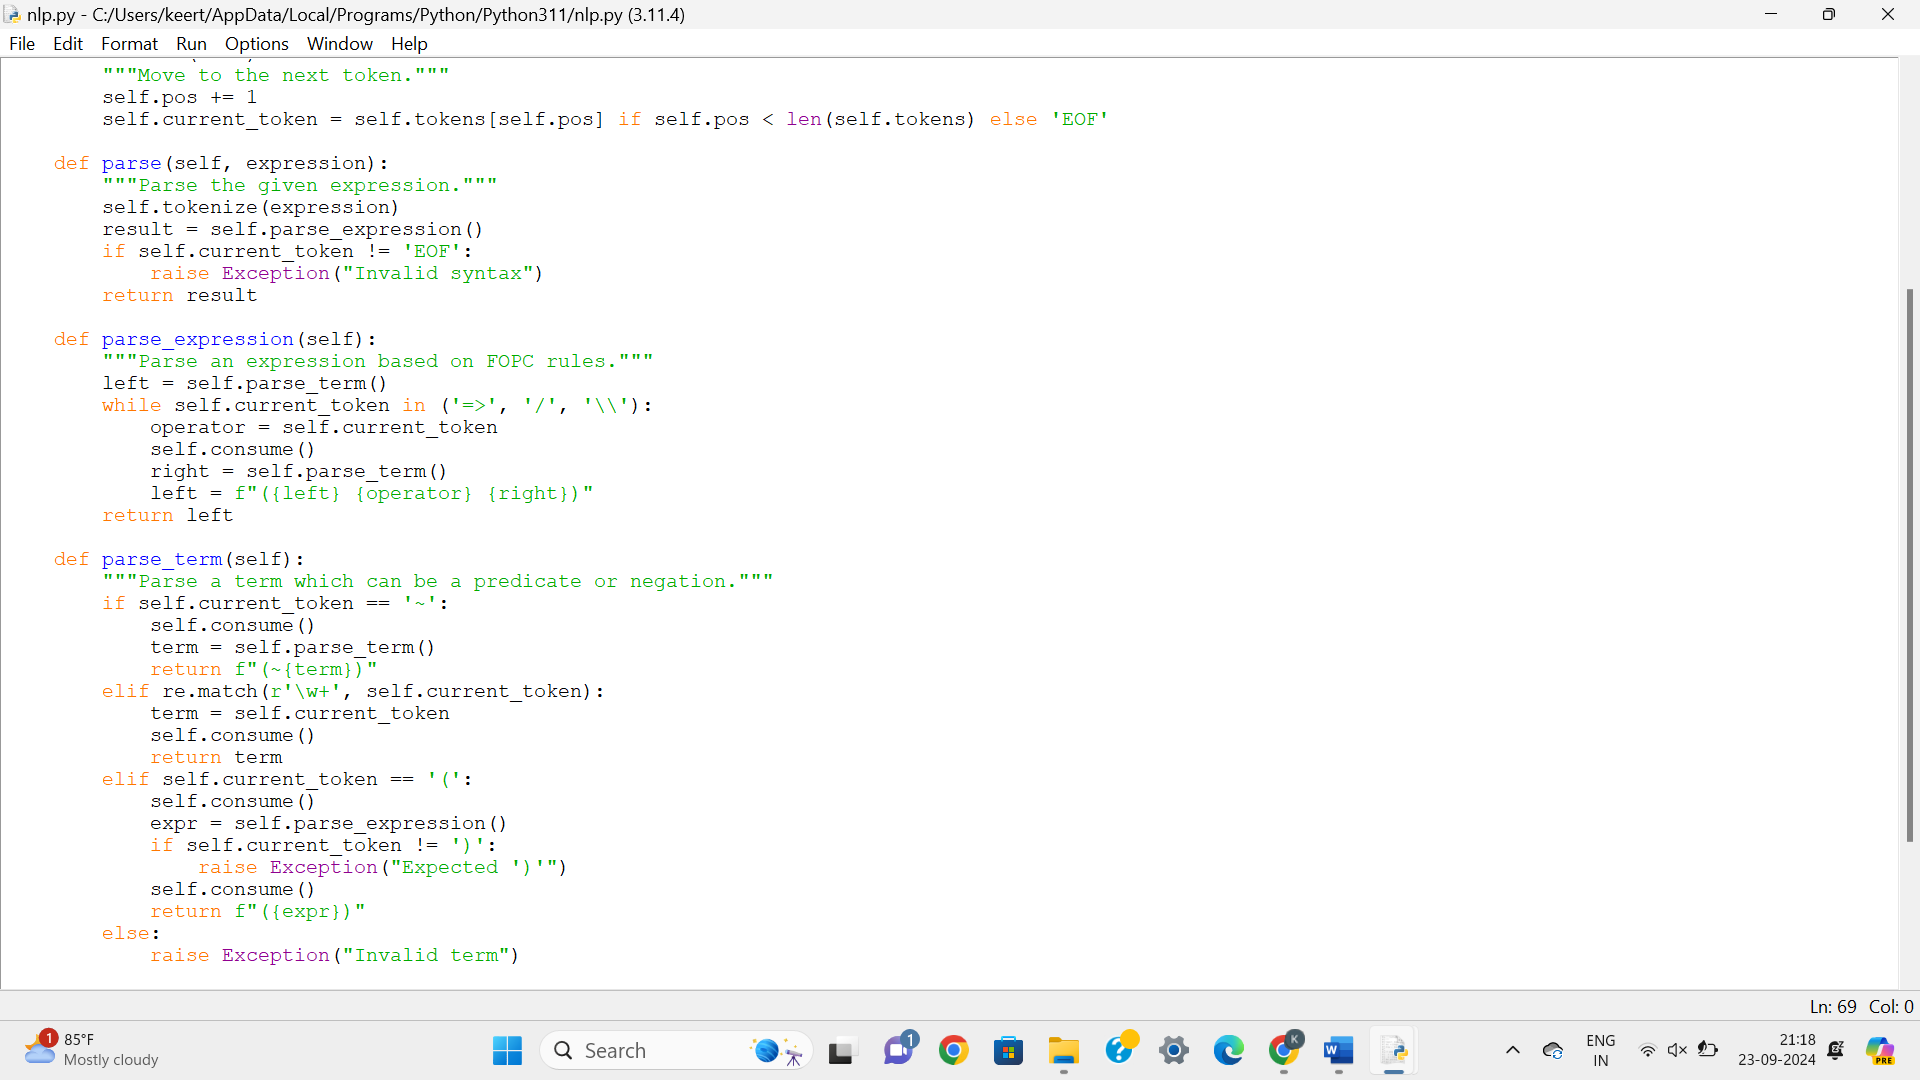 nlp.py - C:/Users/keert/AppData/Local/Programs/Python/Python311/nlp.py (3.11.4)
File Edit Format Run Options Window Help
        """Move to the next token."""
        self.pos += 1
        self.current_token = self.tokens[self.pos] if self.pos < len(self.tokens) else 'EOF'

    def parse(self, expression):
        """Parse the given expression."""
        self.tokenize(expression)
        result = self.parse_expression()
        if self.current_token != 'EOF':
            raise Exception("Invalid syntax")
        return result

    def parse_expression(self):
        """Parse an expression based on FOPC rules."""
        left = self.parse_term()
        while self.current_token in ('=>', '/', '\\'):
            operator = self.current_token
            self.consume()
            right = self.parse_term()
            left = f"({left} {operator} {right})"
        return left

    def parse_term(self):
        """Parse a term which can be a predicate or negation."""
        if self.current_token == '~':
            self.consume()
            term = self.parse_term()
            return f"(~{term})"
        elif re.match(r'\w+', self.current_token):
            term = self.current_token
            self.consume()
            return term
        elif self.current_token == '(':
            self.consume()
            expr = self.parse_expression()
            if self.current_token != ')':
                raise Exception("Expected ')'")
            self.consume()
            return f"({expr})"
        else:
            raise Exception("Invalid term")
Ln: 69 Col: 0
1
85°F
Mostly cloudy
Search
1
K
W
ENG
IN
21:18
23-09-2024
PRE